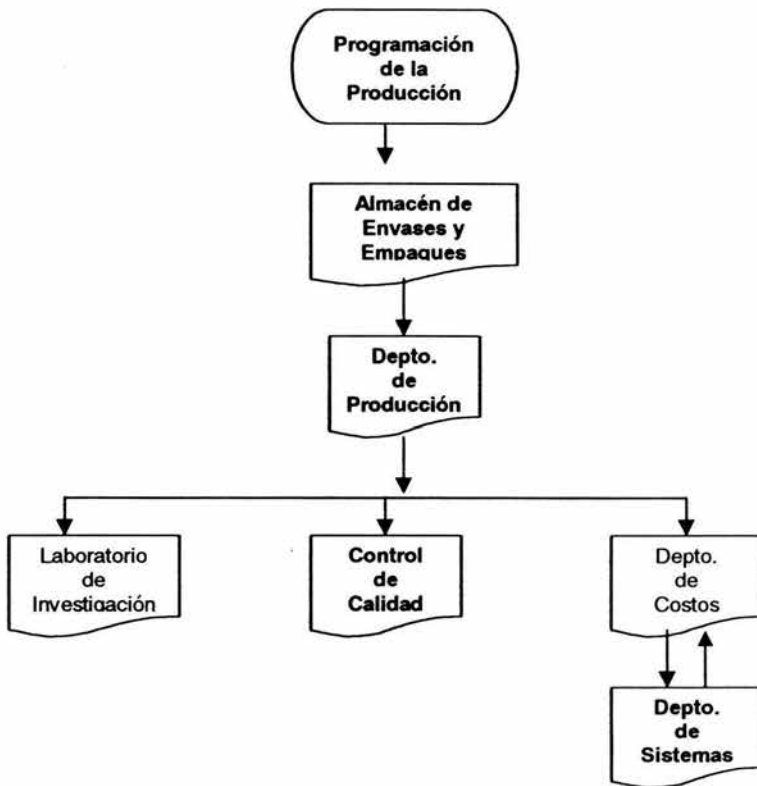 Programación
de la
Producción
Almacén de
Envases y
Empaques
Depto.
de
Producción
Laboratorio
de
Investigación
Control
de
Calidad
Depto.
de
Costos
Depto.
de
Sistemas